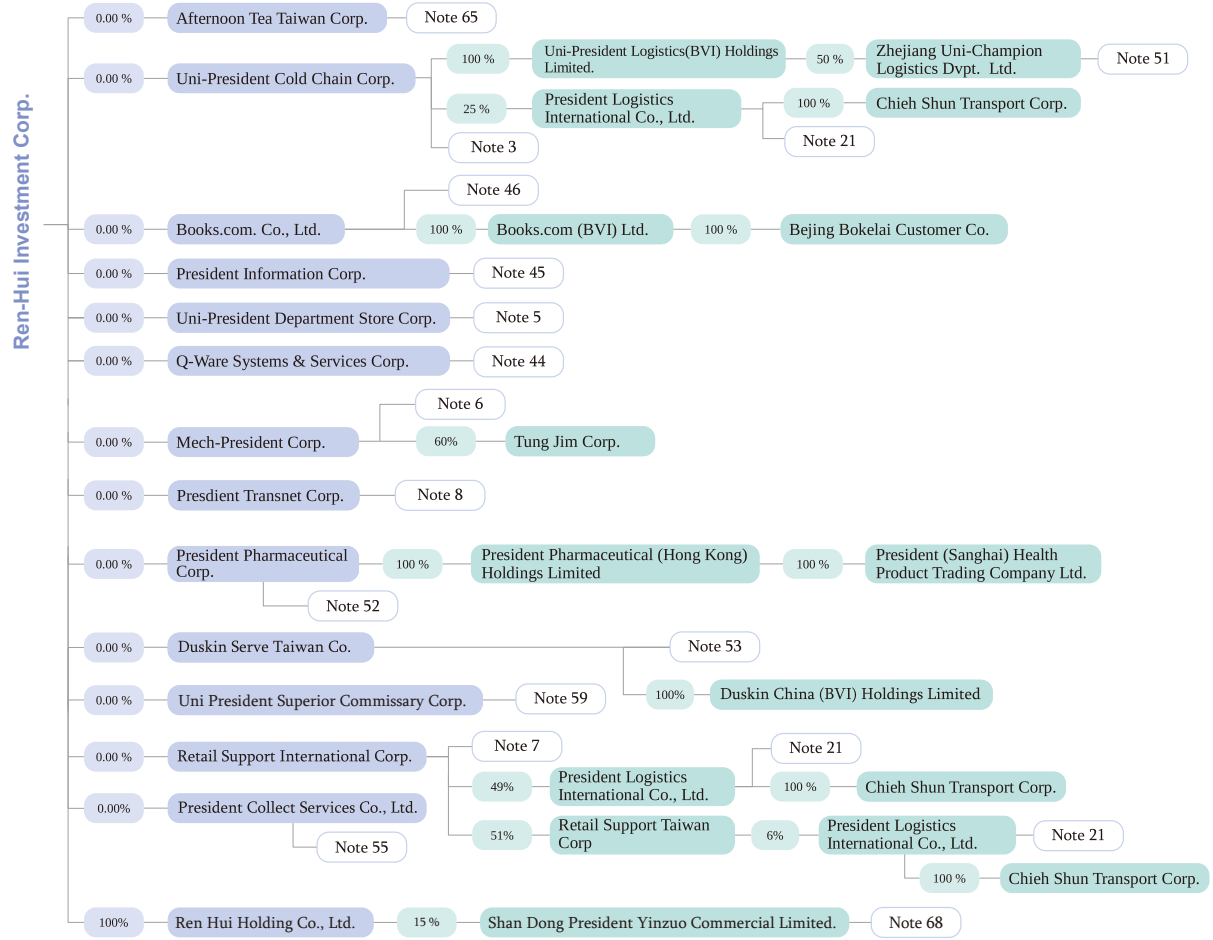 Ren-Hui Investment Corp.
0.00 % Afternoon Tea Taiwan Corp. Note 65
0.00 % Uni-President Cold Chain Corp.
100 % Uni-President Logistics(BVI) Holdings
Limited.
50 % Zhejiang Uni-Champion
Logistics Dvpt. Ltd.
Note 51
25 % President Logistics
International Co., Ltd.
100 % Chieh Shun Transport Corp.
Note 21
Note 3
Note 46
0.00 % Books.com. Co., Ltd. 100 % Books.com (BVI) Ltd. 100 % Bejing Bokelai Customer Co.
0.00 % President Information Corp. Note 45
0.00 % Uni-President Department Store Corp. Note 5
0.00 % Q-Ware Systems & Services Corp. Note 44
Note 6
0.00 % Mech-President Corp. 60% Tung Jim Corp.
0.00 % Presdient Transnet Corp. Note 8
0.00 % President Pharmaceutical
Corp.
100 % President Pharmaceutical (Hong Kong)
Holdings Limited
100 % President (Sanghai) Health
Product Trading Company Ltd.
Note 52
0.00 % Duskin Serve Taiwan Co. Note 53
100% Duskin China (BVI) Holdings Limited
0.00 % Uni President Superior Commissary Corp. Note 59
0.00 % Retail Support International Corp.
Note 7
49% President Logistics
International Co., Ltd.
Note 21
100 % Chieh Shun Transport Corp.
51% Retail Support Taiwan
Corp
6% President Logistics
International Co., Ltd.
Note 21
100 % Chieh Shun Transport Corp.
0.00% President Collect Services Co., Ltd.
Note 55
100% Ren Hui Holding Co., Ltd. 15 % Shan Dong President Yinzuo Commercial Limited. Note 68